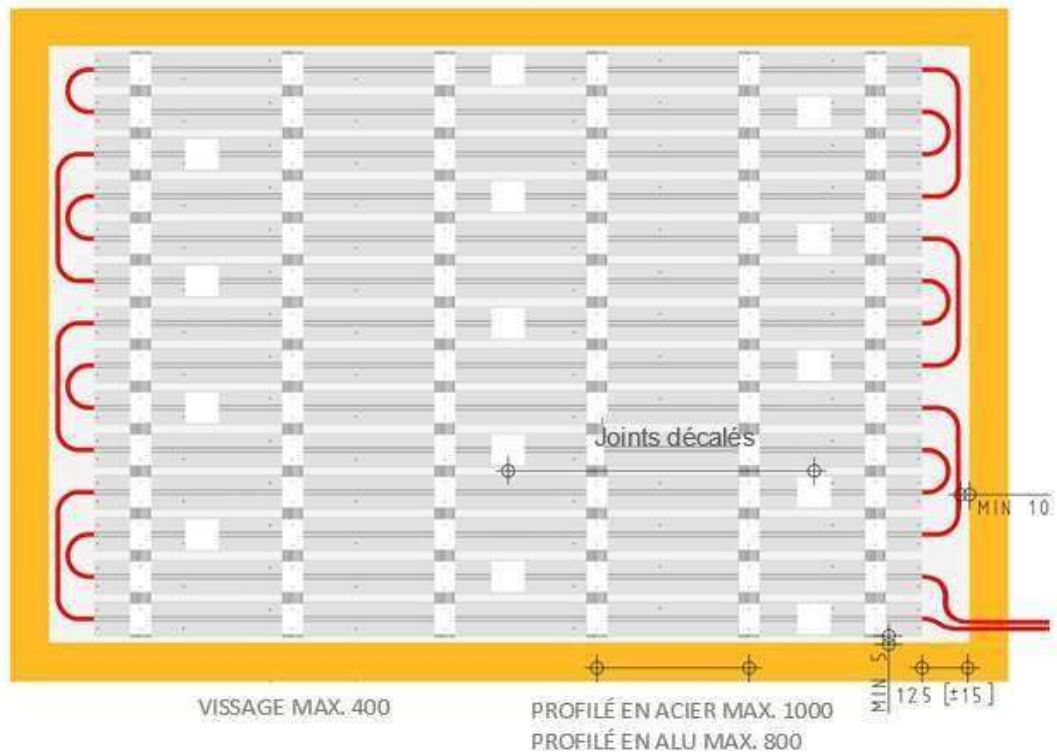 Joints décalés
MIN 10
MIN 5
125 [±15]
VISSAGE MAX. 400
PROFILÉ EN ACIER MAX. 1000
PROFILÉ EN ALU MAX. 800